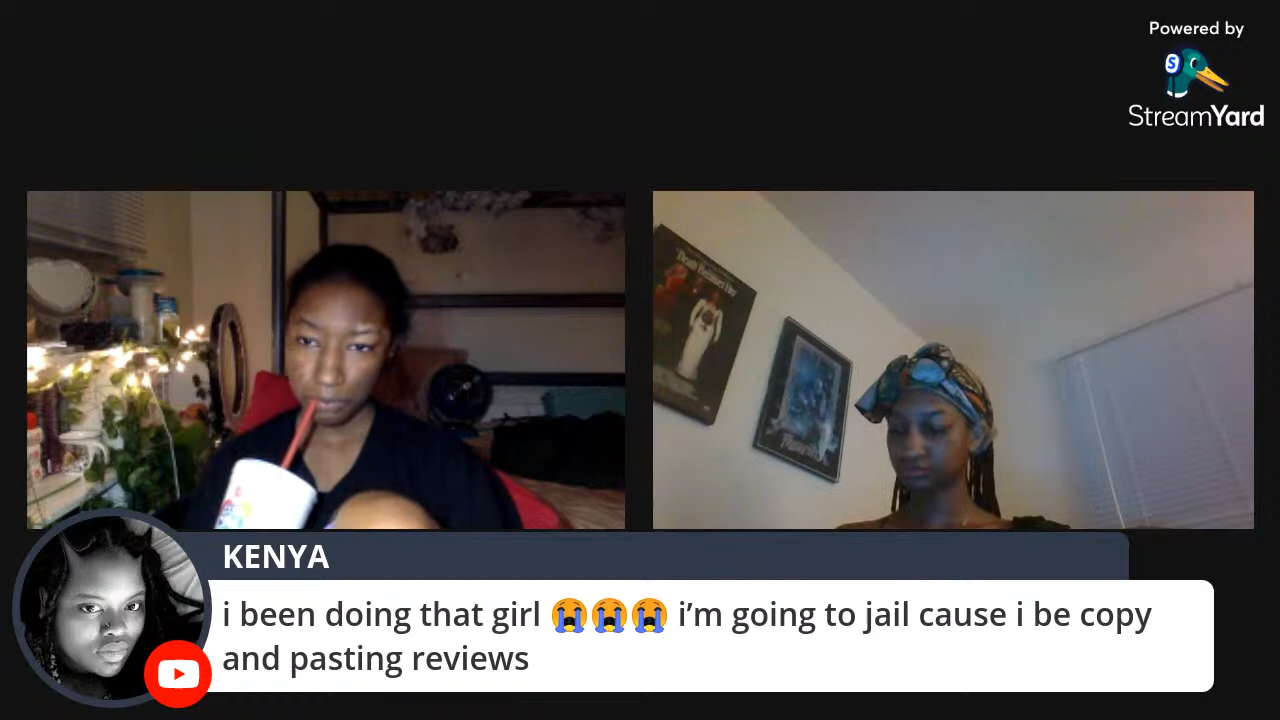 Powered by
StreamYard
KENYA
i been doing that girl 😭😭😭 i’m going to jail cause i be copy
and pasting reviews